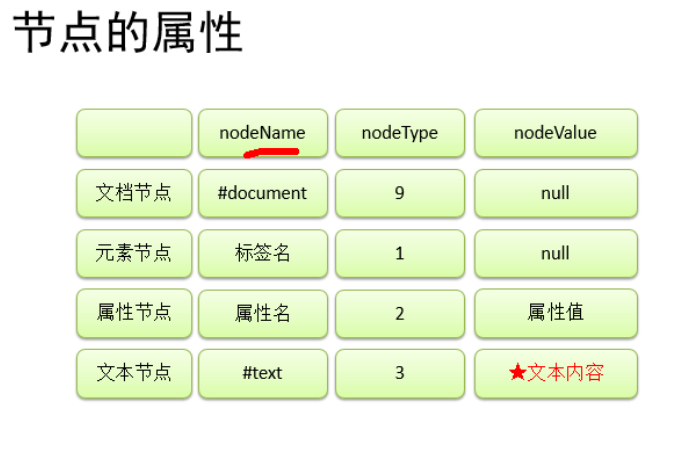 节点的属性
nodeName nodeType nodeValue
文档节点 #document 9 null
元素节点 标签名 1 null
属性节点 属性名 2 属性值
文本节点 #text 3 ★文本内容